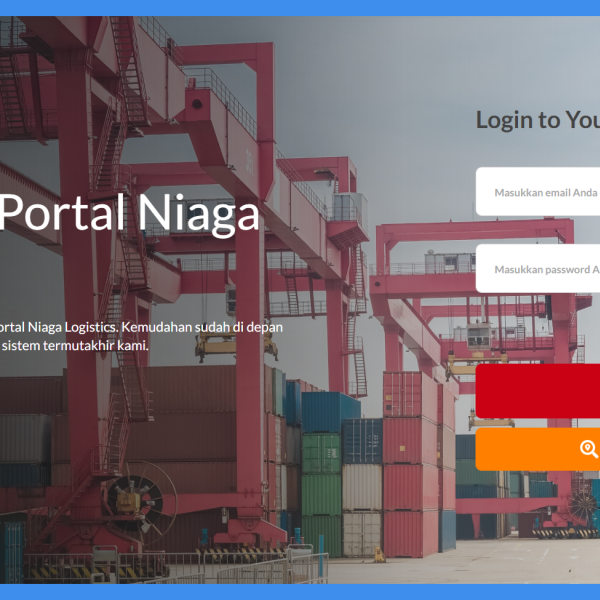 Login to You
Portal Niaga
Masukkan email Anda
Masukkan password A
ortal Niaga Logistics. Kemudahan sudah di depan
sistem termutakhir kami.